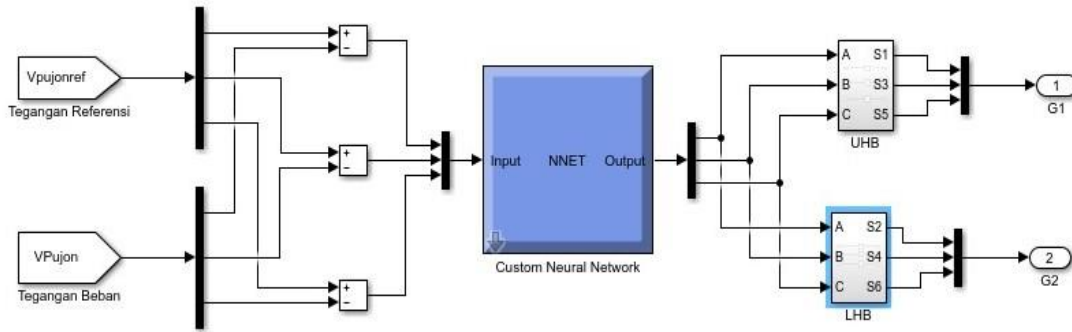 Vpujonref
Tegangan Referensi
VPujon
Tegangan Beban
+
−
+
−
+
−
Input NNET Output
Custom Neural Network
A S1
B S3
C S5
UHB
A S2
B S4
C S6
LHB
1
G1
2
G2